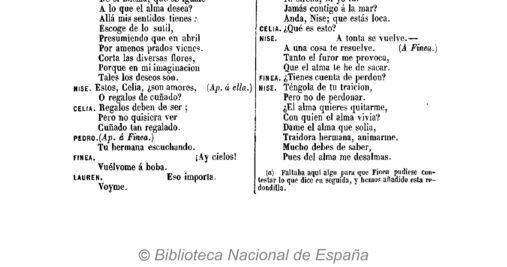 A lo que el alma desea?
Allá mis sentidos tienes:
Escoge de lo sutil,
Presumiendo que en abril
Por amenos prados vienes.
Corta las diversas flores,
Porque en mi imaginacion
Tales los deseos son.
NISE. Estos, Celia, ¿son amores, (Ap. á ella.)
O regalos de cuñado?
CELIA. Regalos deben de ser;
Pero no quisiera ver
Cuñado tan regalado.
PEDRO. (Ap. á Finea.)
Tu hermana escuchando.
FINEA. ¡Ay cielos!
Vuélvome á boba.
LAUREN. Eso importa.
Voyme.
Jamás contigo á la mar?
Anda, Nise; que estás loca.
CELIA. ¿Qué es esto?
NISE. A tonta se vuelve.—
A una cosa te resuelve. (Á Finea.)
Tanto el furor me provoca,
Que el alma te he de sacar.
FINEA. ¿Tienes cuenta de perdon?
NISE. Téngola de tu traicion,
Pero no de perdonar.
¿El alma quieres quitarme,
Con quien el alma vivia?
Dame el alma que solia,
Traidora hermana, animarme.
Mucho debes de saber,
Pues del alma me desalmas.
(a) Faltaba aquí algo para que Finea pudiese con-
testar lo que dice en seguida, y hemos añadido esta re-
dondilla.
© Biblioteca Nacional de España